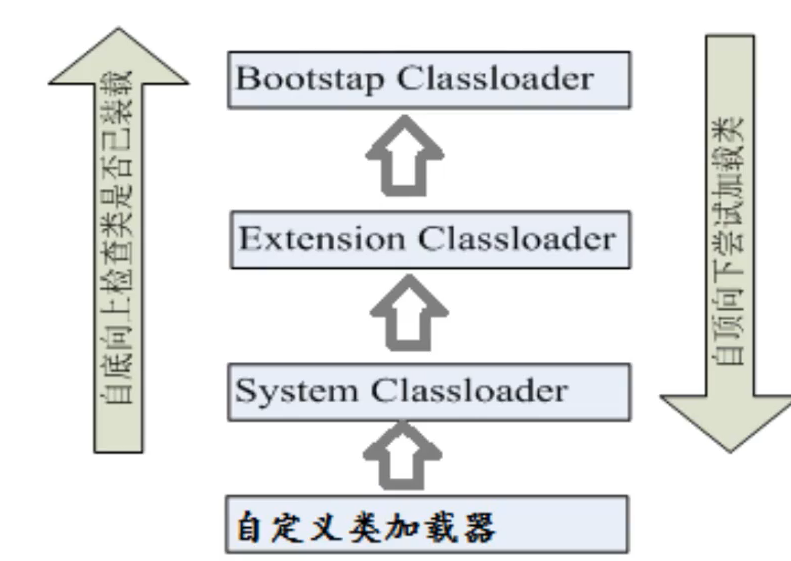 自底向上检查类是否已装载
Bootstap Classloader
Extension Classloader
System Classloader
自定义类加载器
自顶向下尝试加载类